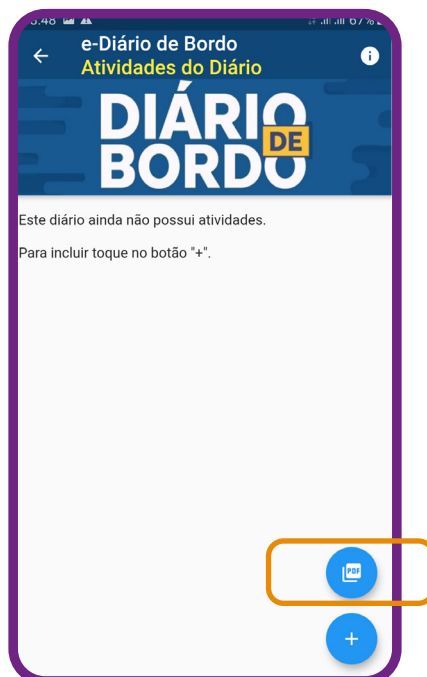 e-Diário de Bordo
Atividades do Diário
DIÁRIO
DE
BORDO
Este diário ainda não possui atividades.
Para incluir toque no botão "+".
PDF
+